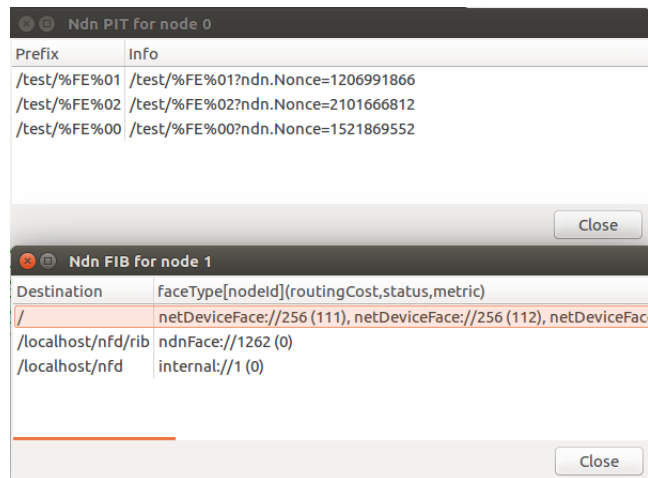 Ndn PIT for node 0
Prefix Info
/test/%FE%01 /test/%FE%01?ndn.Nonce=1206991866
/test/%FE%02 /test/%FE%02?ndn.Nonce=2101666812
/test/%FE%00 /test/%FE%00?ndn.Nonce=1521869552
Close
Ndn FIB for node 1
Destination faceType[nodeId](routingCost,status,metric)
/ netDeviceFace://256 (111), netDeviceFace://256 (112), netDeviceFac
/localhost/nfd/rib ndnFace://1262 (0)
/localhost/nfd internal://1 (0)
Close